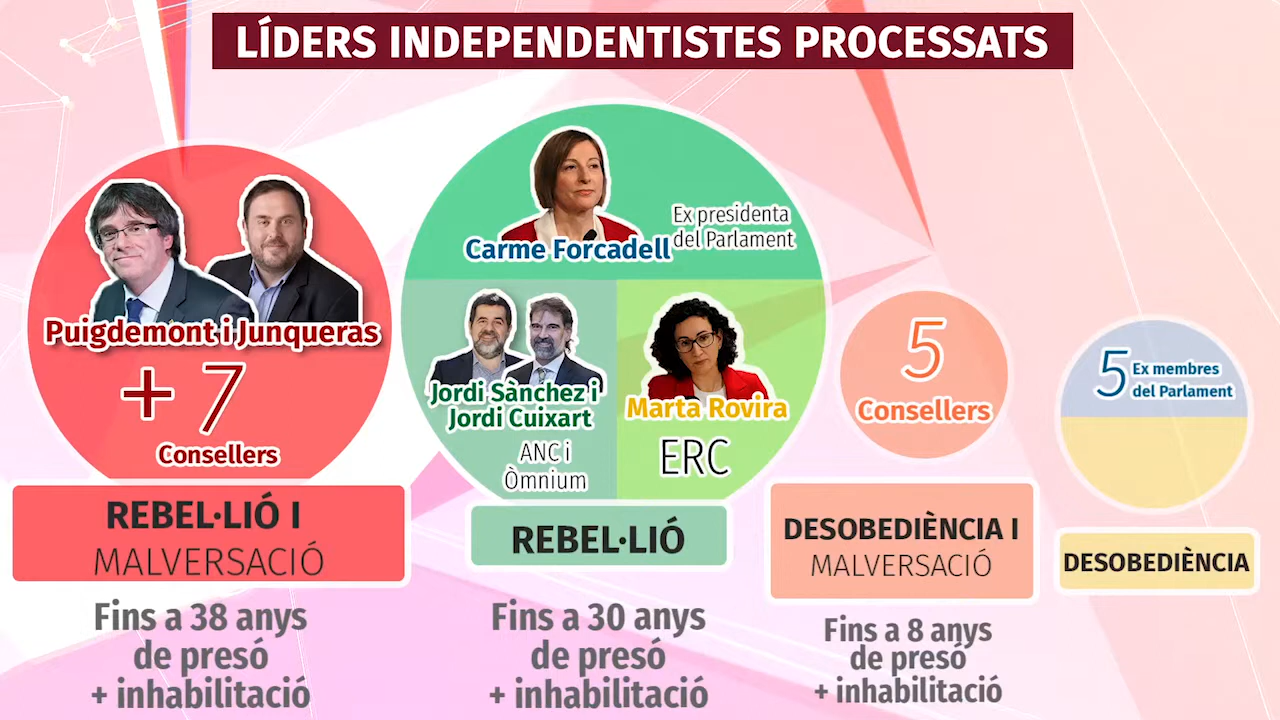 LÍDERS INDEPENDENTISTES PROCESSATS
Puigdemont i Junqueras
+ 7
Consellers
REBEL·LIÓ I
MALVERSACIÓ
Fins a 38 anys
de presó
+ inhabilitació
Carme Forcadell
Ex presidenta
del Parlament
Jordi Sànchez i
Jordi Cuixart
ANC i
Òmnium
Marta Rovira
ERC
REBEL·LIÓ
Fins a 30 anys
de presó
+ inhabilitació
5
Consellers
DESOBEDIÈNCIA I
MALVERSACIÓ
Fins a 8 anys
de presó
+ inhabilitació
5 Ex membres
del Parlament
DESOBEDIÈNCIA